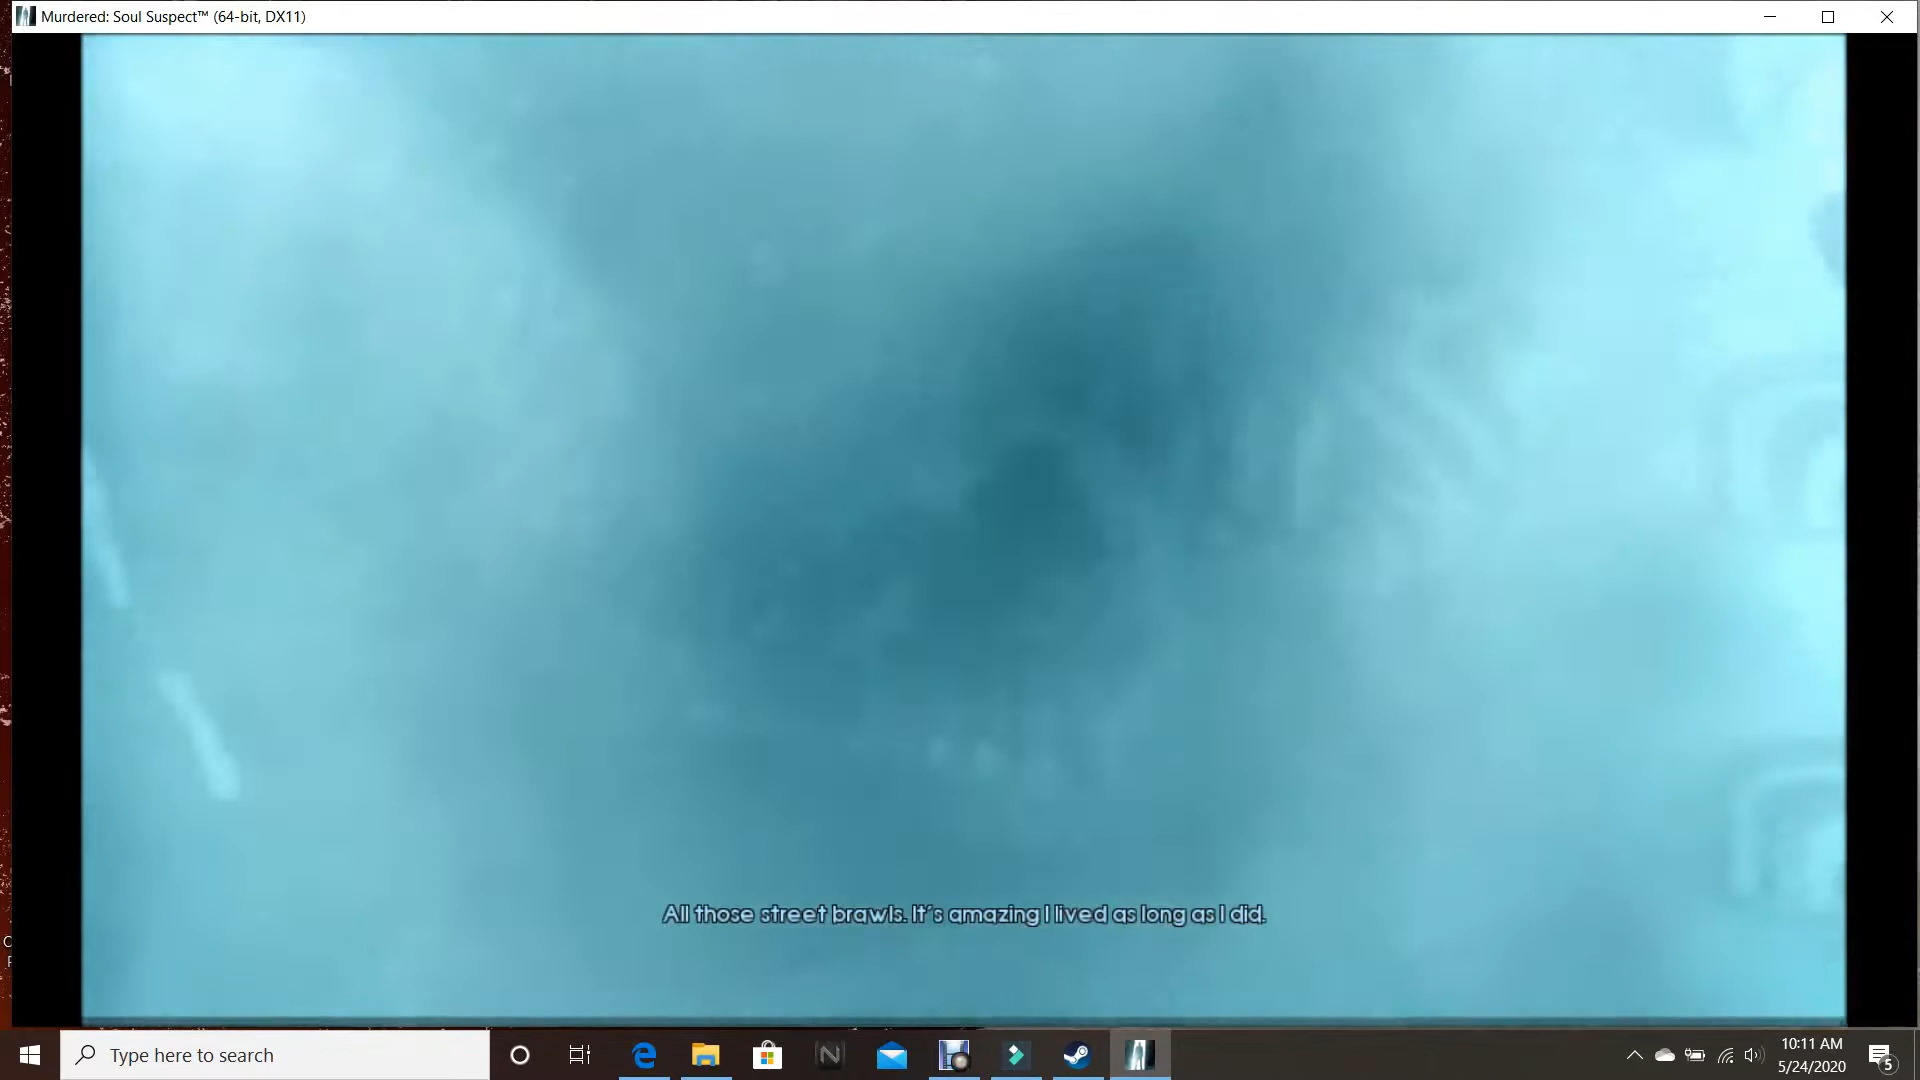 Murdered: Soul Suspect™ (64-bit, DX11)
All those street brawls. It's amazing I lived as long as I did.
Type here to search
10:11 AM
5/24/2020
5